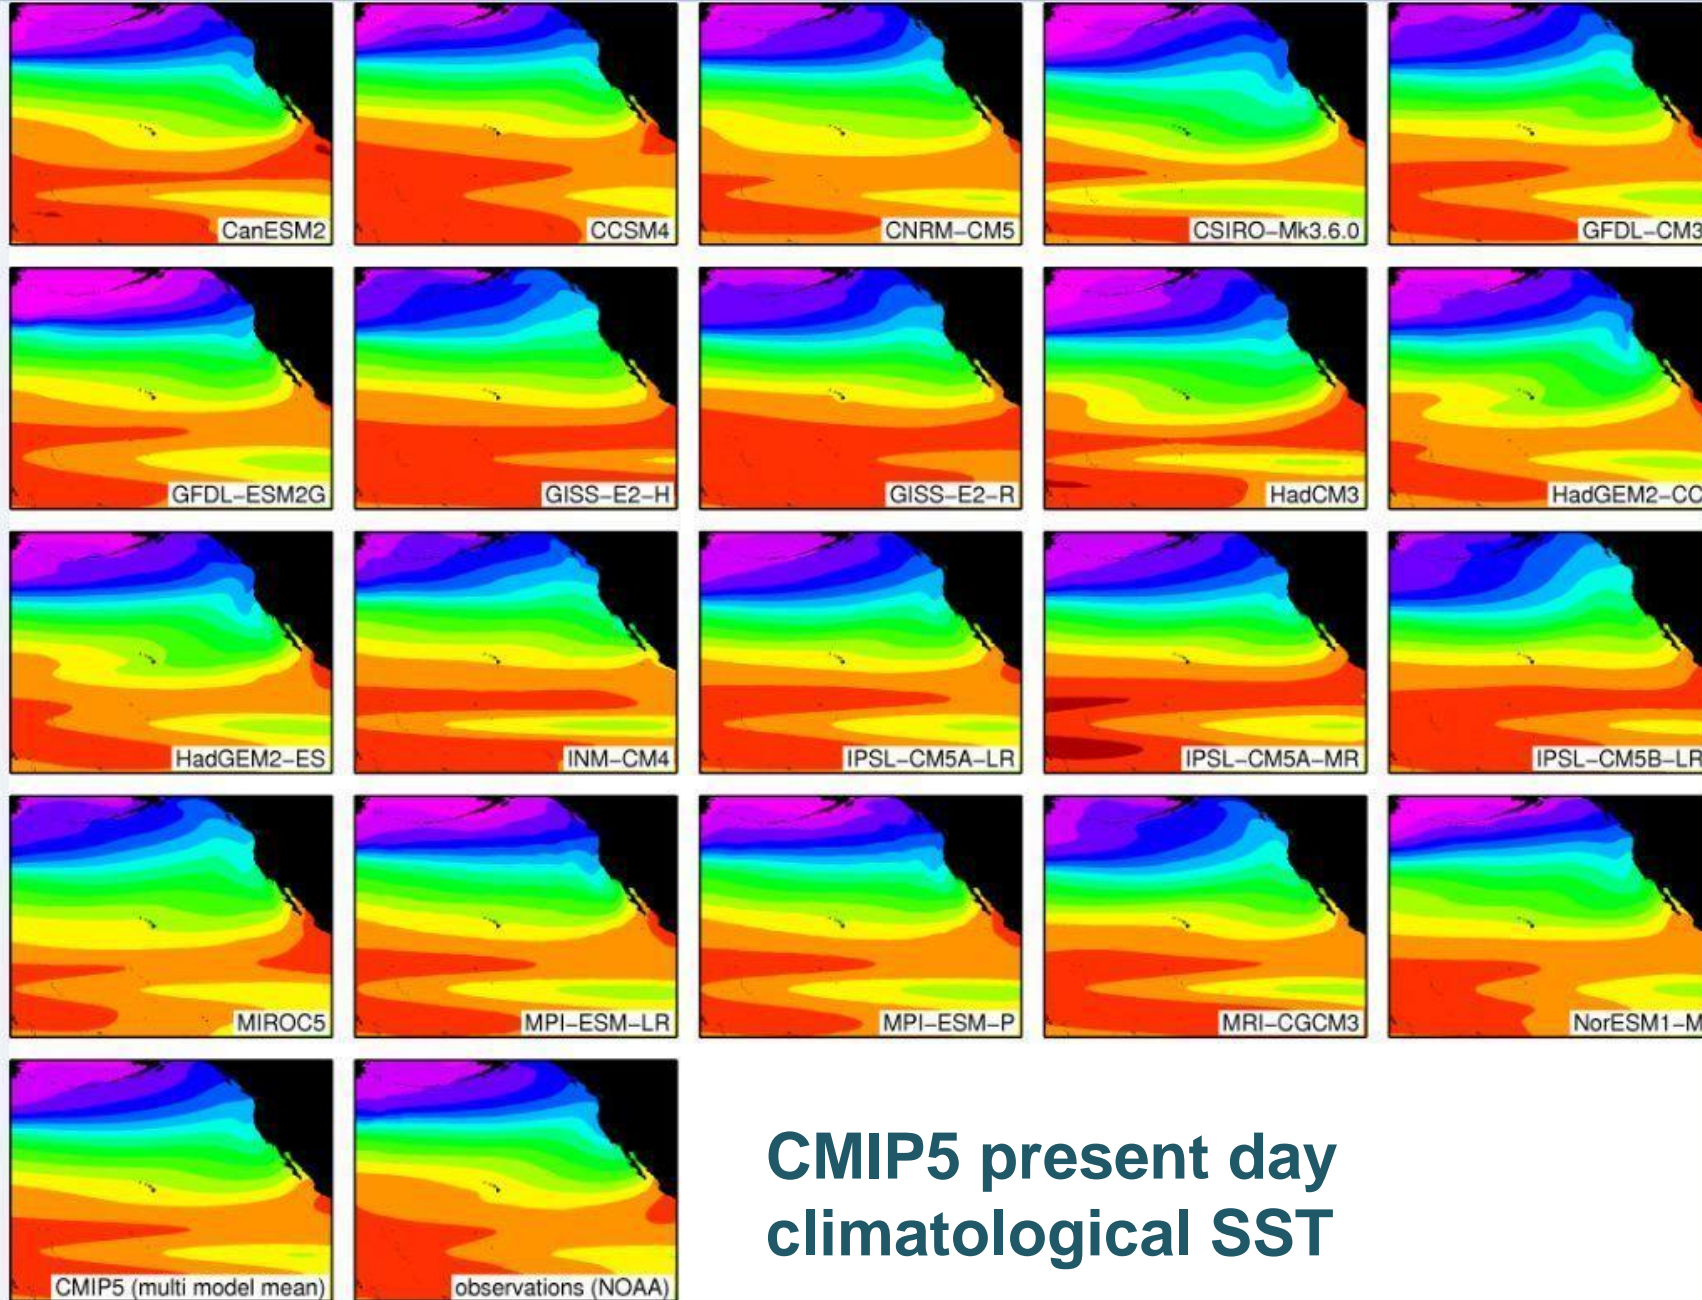 CanESM2
CCSM4
CNRM−CM5
CSIRO−Mk3.6.0
GFDL−CM3
GFDL−ESM2G
GISS−E2−H
GISS−E2−R
HadCM3
HadGEM2−CC
HadGEM2−ES
INM−CM4
IPSL−CM5A−LR
IPSL−CM5A−MR
IPSL−CM5B−LR
MIROC5
MPI−ESM−LR
MPI−ESM−P
MRI−CGCM3
NorESM1−M
CMIP5 (multi model mean)
observations (NOAA)
CMIP5 present day
climatological SST